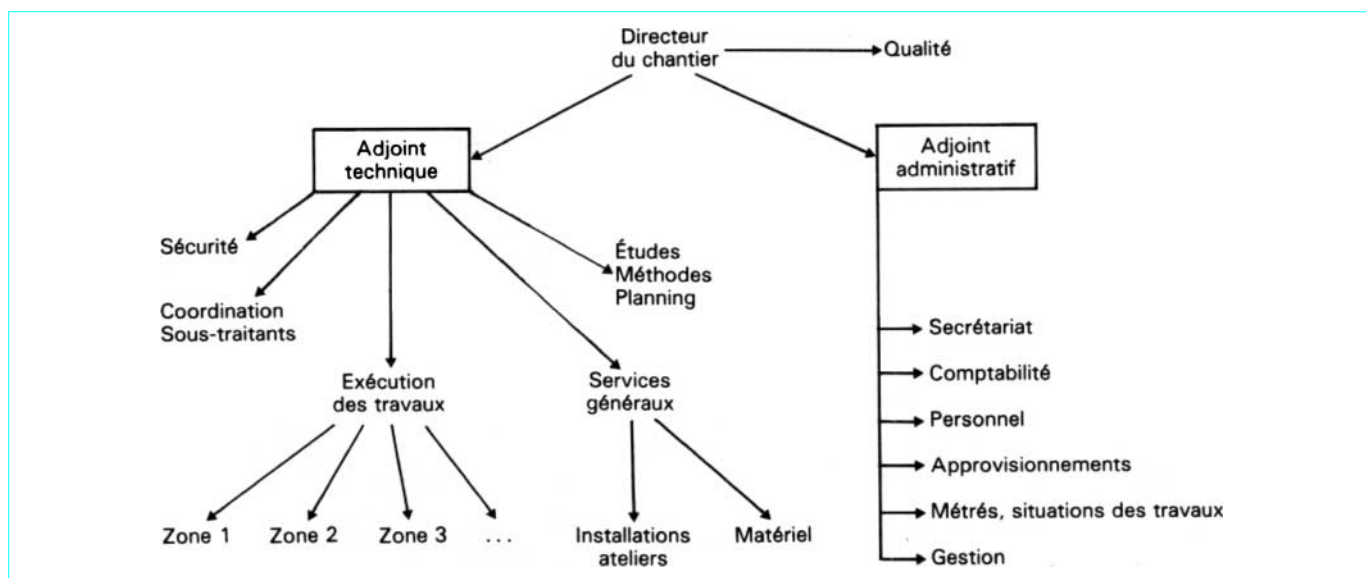 Directeur
du chantier
Qualité
Adjoint
technique
Adjoint
administratif
Sécurité
Études
Méthodes
Planning
Coordination
Sous-traitants
Secrétariat
Exécution
des travaux
Services
généraux
Comptabilité
Personnel
Approvisionnements
Métrés, situations des travaux
Zone 1
Zone 2
Zone 3
...
Installations
ateliers
Matériel
Gestion